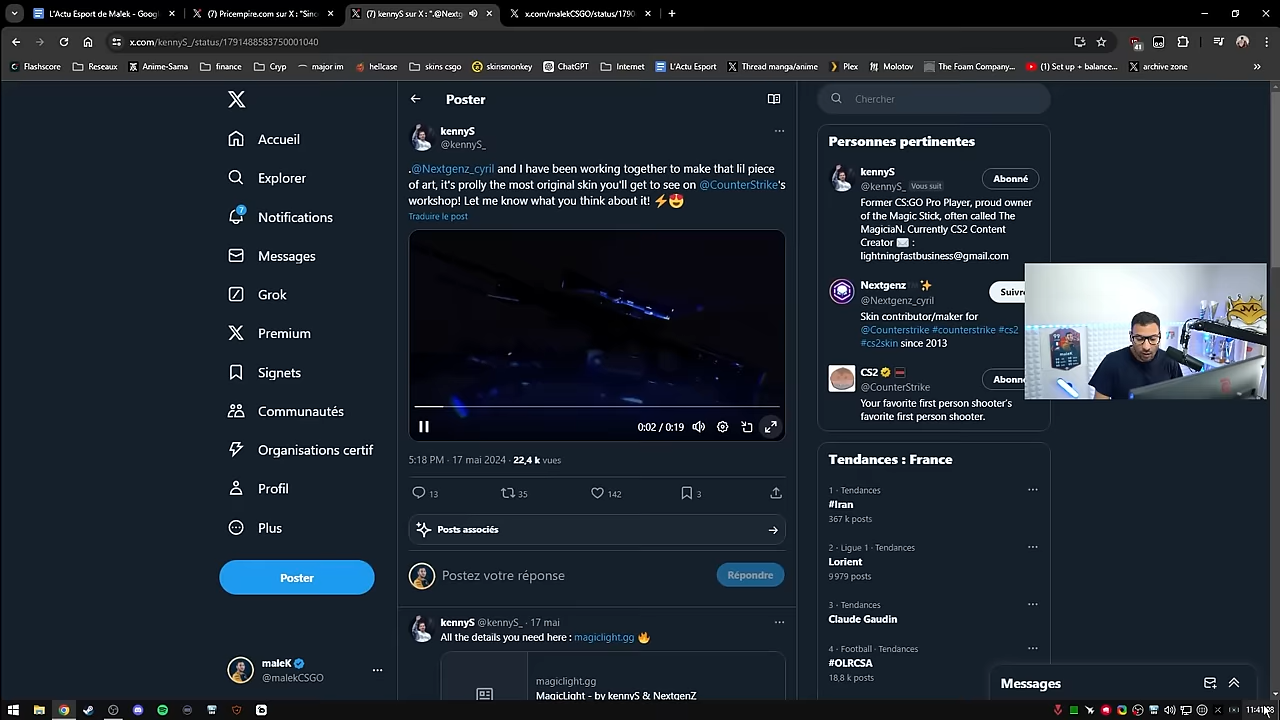 L'Actu Esport de Malek - Googl
(7) Pricempire.com sur X : "Sinc
(7) kennyS sur X : ".@Nextg
x.com/malekCSGO/status/1790
x.com/kennyS_/status/1791488583750001040
41
Flashscore
Reseaux
Anime-Sama
finance
Cryp
major im
hellcase
skins csgo
skinsmonkey
ChatGPT
Internet
L'Actu Esport
Thread manga/anime
Plex
Molotov
The Foam Company...
(1) Set up + balance...
archive zone
Accueil
Explorer
7
Notifications
Messages
Grok
Premium
Signets
Communautés
Organisations certif
Profil
Plus
Poster
maleK
@malekCSGO
Poster
kennyS
@kennyS_
.@Nextgenz_cyril and I have been working together to make that lil piece
of art, it's prolly the most original skin you'll get to see on @CounterStrike's
workshop! Let me know what you think about it! ⚡😍
Traduire le post
0:02 / 0:19
5:18 PM · 17 mai 2024 · 22,4 k vues
13
35
142
3
Posts associés
Postez votre réponse
Répondre
kennyS @kennyS_ · 17 mai
All the details you need here : magiclight.gg 🔥
magiclight.gg
MagicLight - by kennyS & NextgenZ
Chercher
Personnes pertinentes
kennyS
@kennyS_ Vous suit
Abonné
Former CS:GO Pro Player, proud owner
of the Magic Stick, often called The
MagiciaN. Currently CS2 Content
Creator ✉️ :
lightningfastbusiness@gmail.com
Nextgenz ✨
@Nextgenz_cyril
Suivre
Skin contributor/maker for
@Counterstrike #counterstrike #cs2
#cs2skin since 2013
CS2
@CounterStrike
Abonn
Your favorite first person shooter's
favorite first person shooter.
Tendances : France
1 · Tendances
#Iran
367 k posts
2 · Ligue 1 · Tendances
Lorient
9 979 posts
3 · Tendances
Claude Gaudin
4 · Football · Tendances
#OLRCSA
18,8 k posts
Messages